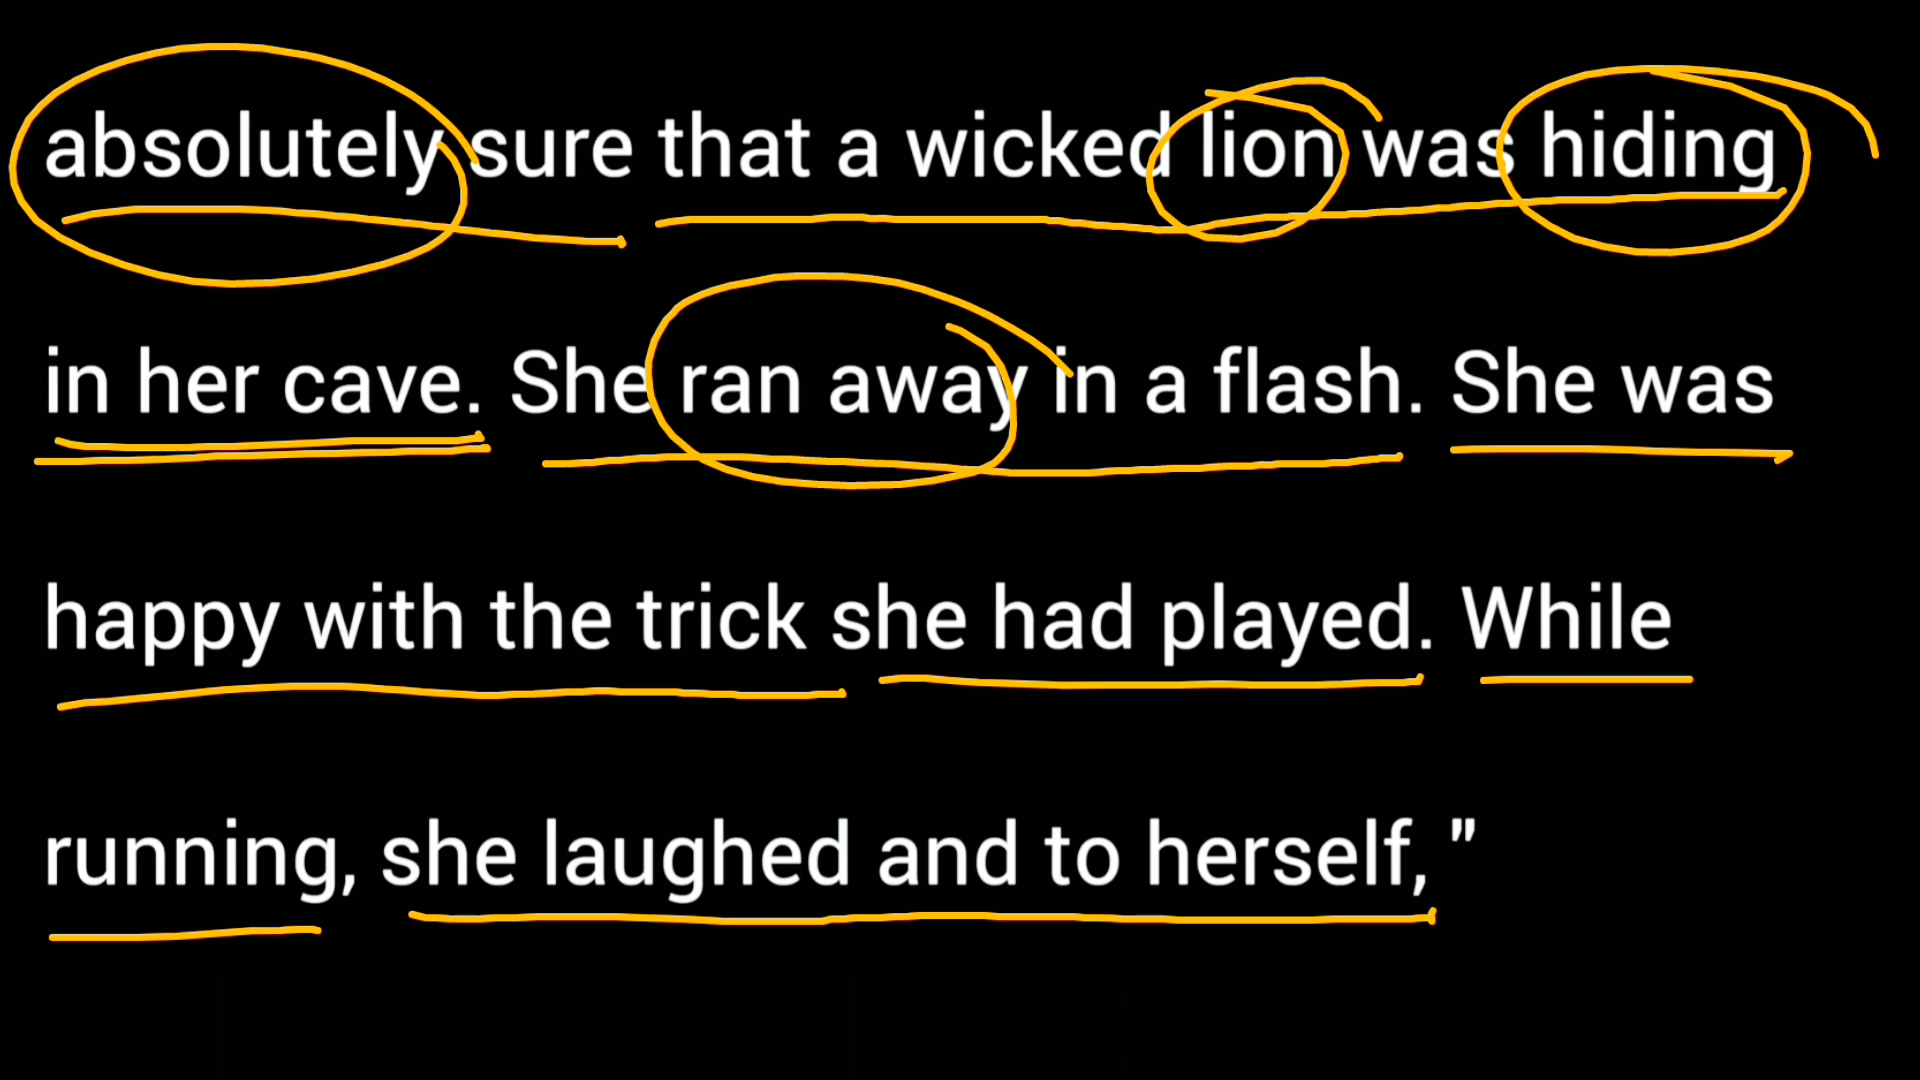 absolutely sure that a wicked lion was hiding
in her cave. She ran away in a flash. She was
happy with the trick she had played. While
running, she laughed and to herself, "